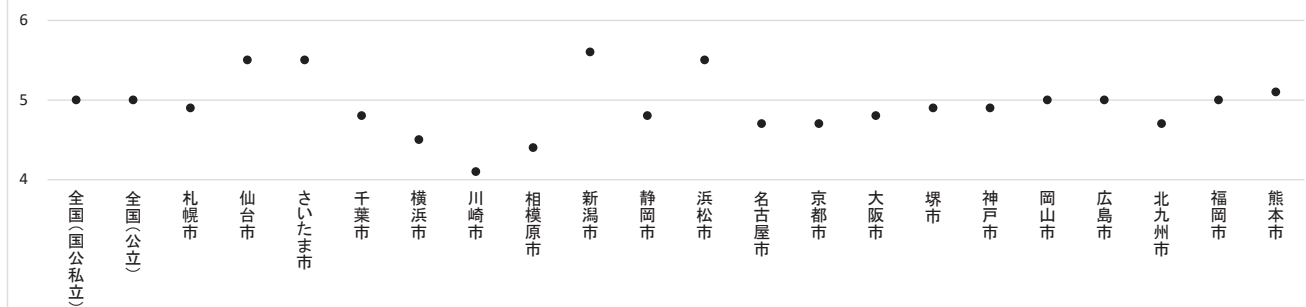 6
5
4
全国(国公私立)
全国(公立)
札幌市
仙台市
さいたま市
千葉市
横浜市
川崎市
相模原市
新潟市
静岡市
浜松市
名古屋市
京都市
大阪市
堺市
神戸市
岡山市
広島市
北九州市
福岡市
熊本市